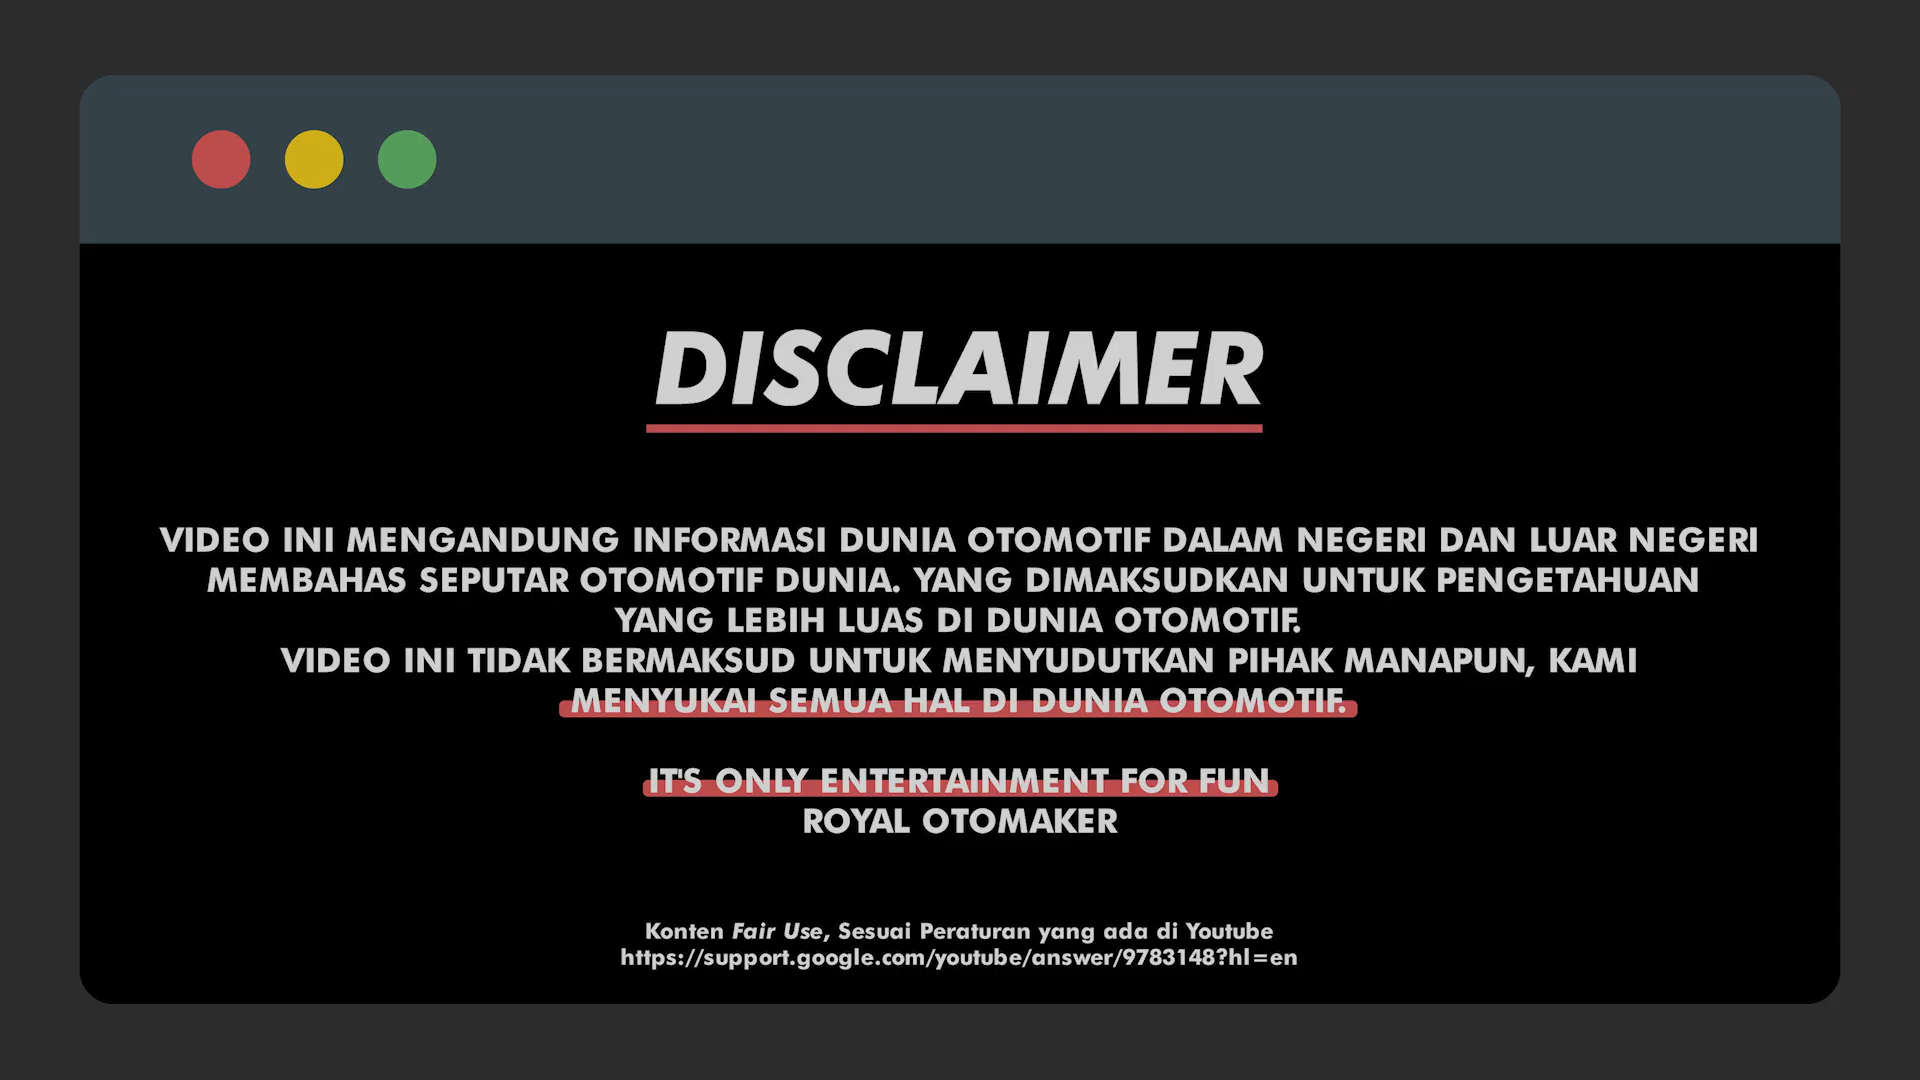 DISCLAIMER
VIDEO INI MENGANDUNG INFORMASI DUNIA OTOMOTIF DALAM NEGERI DAN LUAR NEGERI
MEMBAHAS SEPUTAR OTOMOTIF DUNIA. YANG DIMAKSUDKAN UNTUK PENGETAHUAN
YANG LEBIH LUAS DI DUNIA OTOMOTIF.
VIDEO INI TIDAK BERMAKSUD UNTUK MENYUDUTKAN PIHAK MANAPUN, KAMI
MENYUKAI SEMUA HAL DI DUNIA OTOMOTIF.
IT'S ONLY ENTERTAINMENT FOR FUN
ROYAL OTOMAKER
Konten Fair Use, Sesuai Peraturan yang ada di Youtube
https://support.google.com/youtube/answer/9783148?hl=en